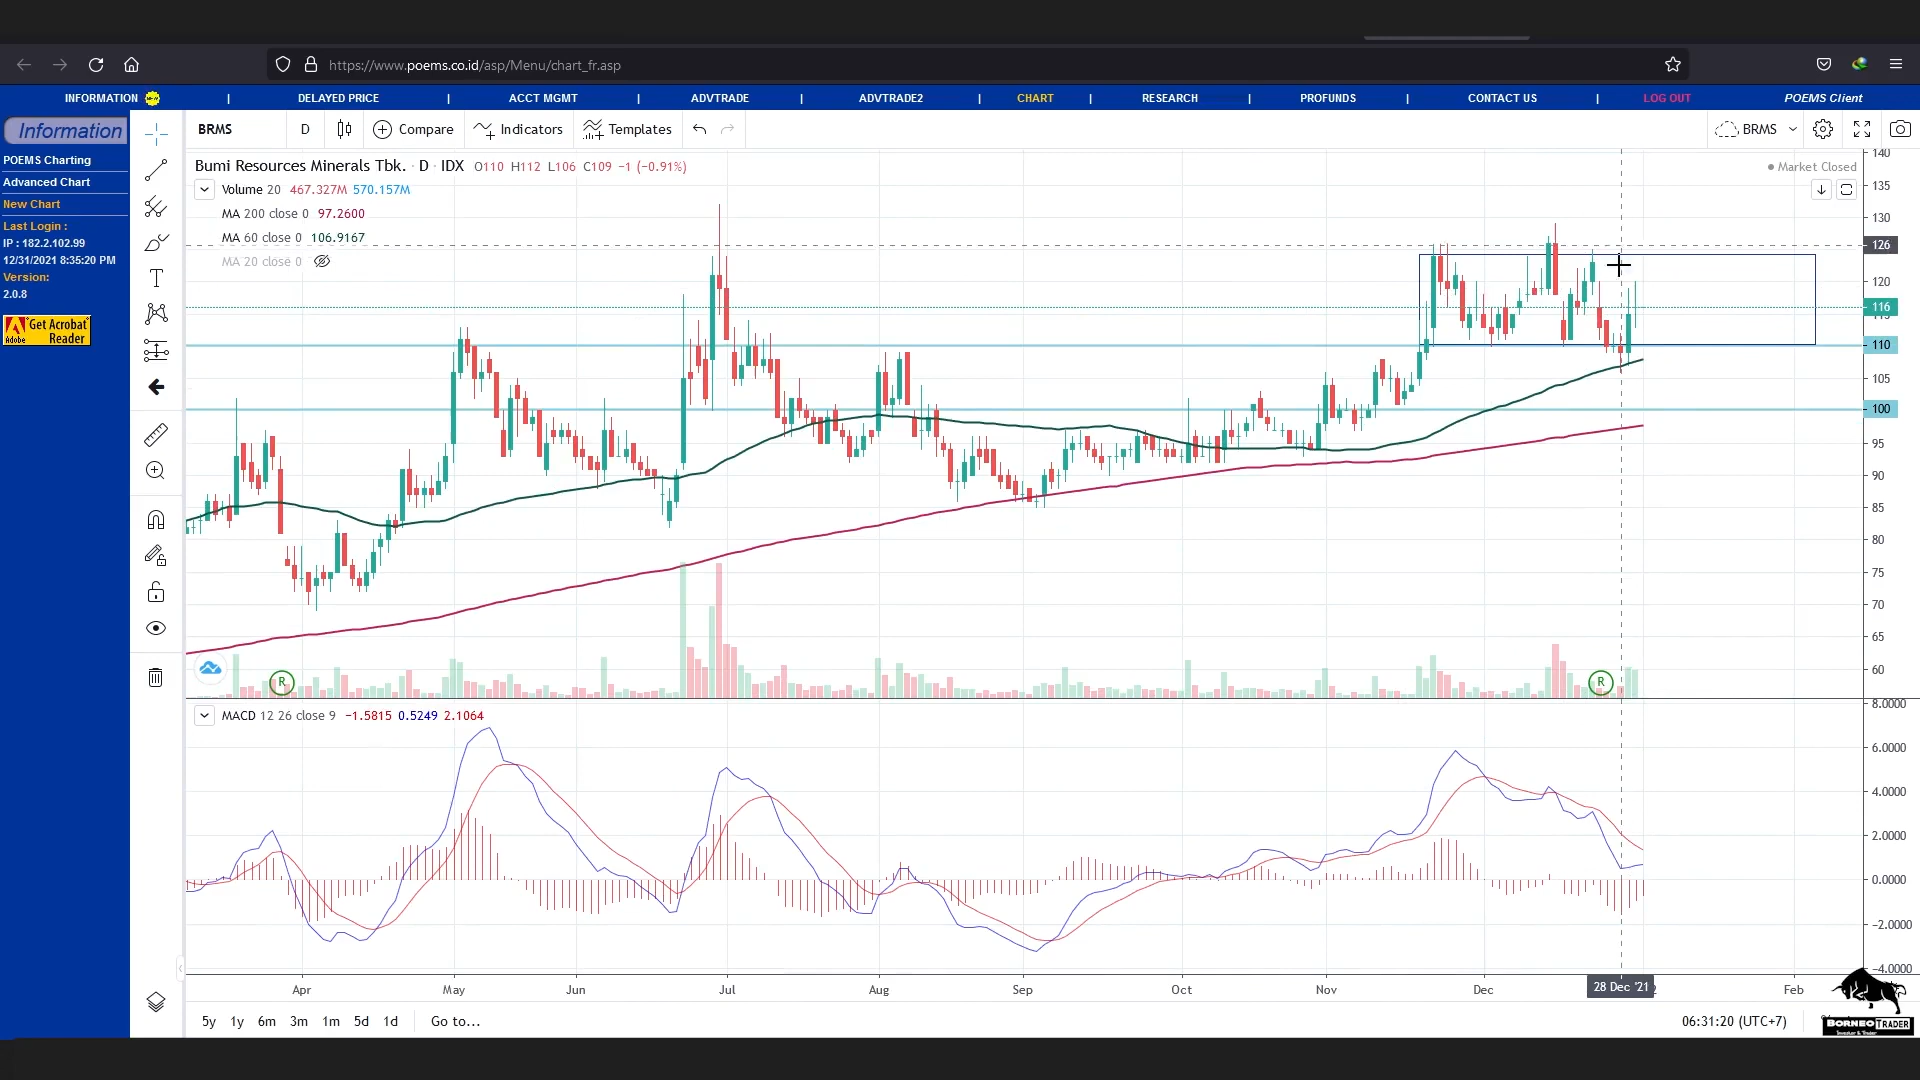 https://www.poems.co.id/asp/Menu/chart_fr.asp
INFORMATION | DELAYED PRICE | ACCT MGMT | ADVTRADE | ADVTRADE2 | CHART | RESEARCH | PROFUNDS | CONTACT US | LOG OUT POEMS Client
Information
POEMS Charting
Advanced Chart
New Chart
Last Login :
IP : 182.2.102.99
12/31/2021 8:35:20 PM
Version:
2.0.8
Get Acrobat
Adobe Reader
BRMS D Compare Indicators Templates BRMS
Bumi Resources Minerals Tbk. · D · IDX O110 H112 L106 C109 −1 (−0.91%)
Market Closed
Volume 20 467.327M 570.157M
MA 200 close 0 97.2600
MA 60 close 0 106.9167
MA 20 close 0
140
135
130
126
120
116
110
105
100
95
90
85
80
75
70
65
60
R R
MACD 12 26 close 9 −1.5815 0.5249 2.1064
8.0000
6.0000
4.0000
2.0000
0.0000
−2.0000
−4.0000
Apr May Jun Jul Aug Sep Oct Nov Dec 28 Dec '21 Feb
5y 1y 6m 3m 1m 5d 1d Go to... 06:31:20 (UTC+7)
BORNEO TRADER